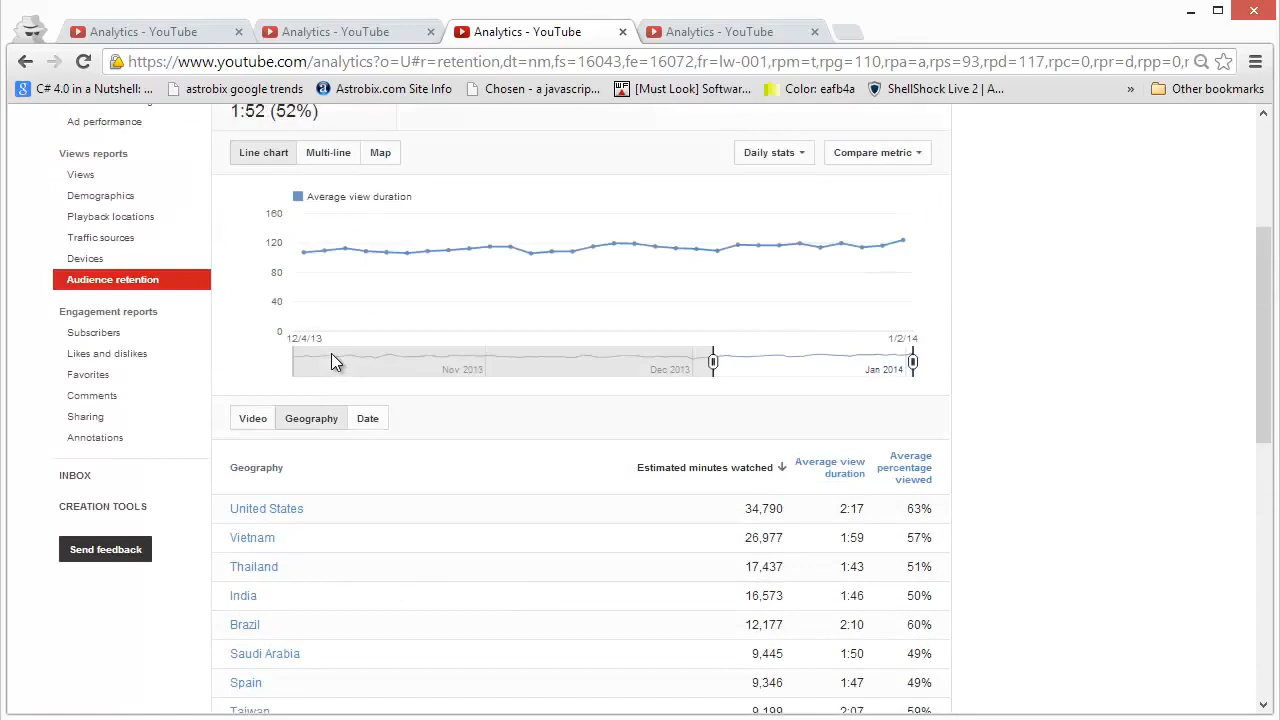 Analytics - YouTube
Analytics - YouTube
Analytics - YouTube
Analytics - YouTube
https://www.youtube.com/analytics?o=U#r=retention,dt=nm,fs=16043,fe=16072,fr=lw-001,rpm=t,rpg=110,rpa=a,rps=93,rpd=117,rpc=0,rpr=d,rpp=0,r
C# 4.0 in a Nutshell: ...
astrobix google trends
Astrobix.com Site Info
Chosen - a javascrip...
[Must Look] Softwar...
Color: eafb4a
ShellShock Live 2 | A...
»
Other bookmarks
Ad performance
Views reports
Views
Demographics
Playback locations
Traffic sources
Devices
Audience retention
Engagement reports
Subscribers
Likes and dislikes
Favorites
Comments
Sharing
Annotations
INBOX
CREATION TOOLS
Send feedback
1:52 (52%)
Line chart
Multi-line
Map
Daily stats
Compare metric
Average view duration
160
120
80
40
0
12/4/13
1/2/14
Nov 2013
Dec 2013
Jan 2014
Video
Geography
Date
Geography
Estimated minutes watched
Average view
duration
Average
percentage
viewed
United States 34,790 2:17 63%
Vietnam 26,977 1:59 57%
Thailand 17,437 1:43 51%
India 16,573 1:46 50%
Brazil 12,177 2:10 60%
Saudi Arabia 9,445 1:50 49%
Spain 9,346 1:47 49%
Taiwan 9,199 2:07 59%